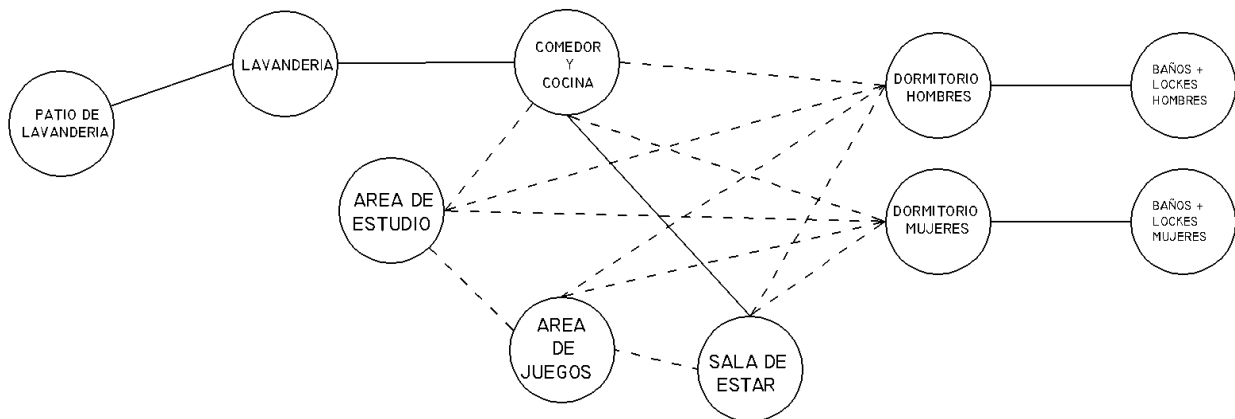 PATIO DE
LAVANDERIA
LAVANDERIA
COMEDOR
Y
COCINA
AREA DE
ESTUDIO
AREA
DE
JUEGOS
SALA DE
ESTAR
DORMITORIO
HOMBRES
BAÑOS +
LOCKES
HOMBRES
DORMITORIO
MUJERES
BAÑOS +
LOCKES
MUJERES